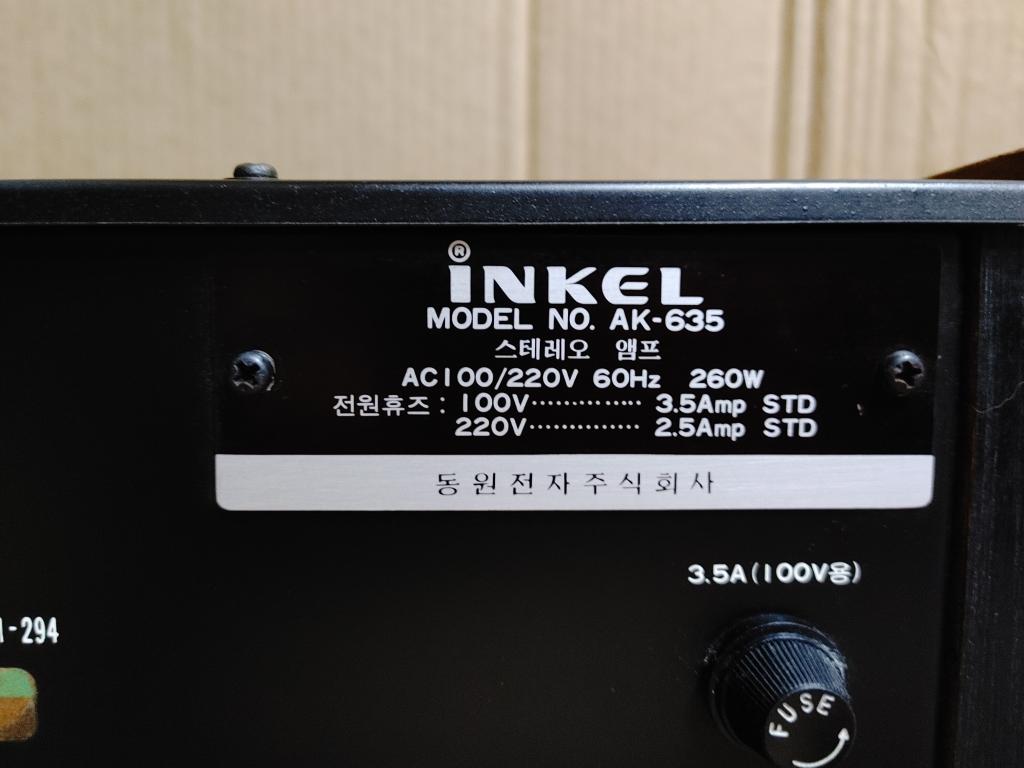 ® iNKEL
MODEL NO. AK-635
스테레오 앰프
AC100/220V 60Hz 260W
전원휴즈 : 100V·············· 3.5Amp STD
220V·············· 2.5Amp STD
동원전자주식회사
3.5A(100V용)
-294
FUSE